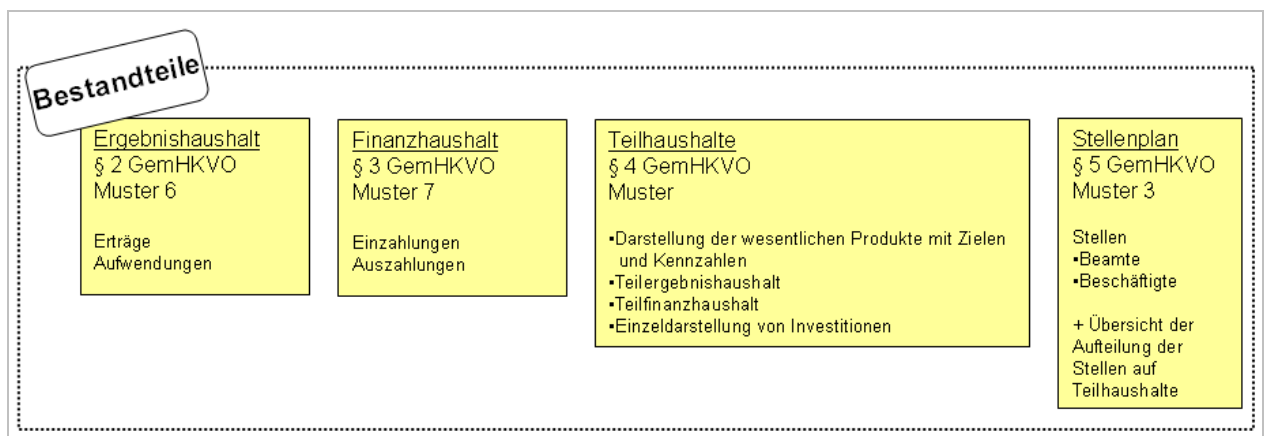 Bestandteile
Ergebnishaushalt
§ 2 GemHKVO
Muster 6
Erträge
Aufwendungen
Finanzhaushalt
§ 3 GemHKVO
Muster 7
Einzahlungen
Auszahlungen
Teilhaushalte
§ 4 GemHKVO
Muster
▪Darstellung der wesentlichen Produkte mit Zielen
und Kennzahlen
▪Teilergebnishaushalt
▪Teilfinanzhaushalt
▪Einzeldarstellung von Investitionen
Stellenplan
§ 5 GemHKVO
Muster 3
Stellen
▪Beamte
▪Beschäftigte
+ Übersicht der
Aufteilung der
Stellen auf
Teilhaushalte